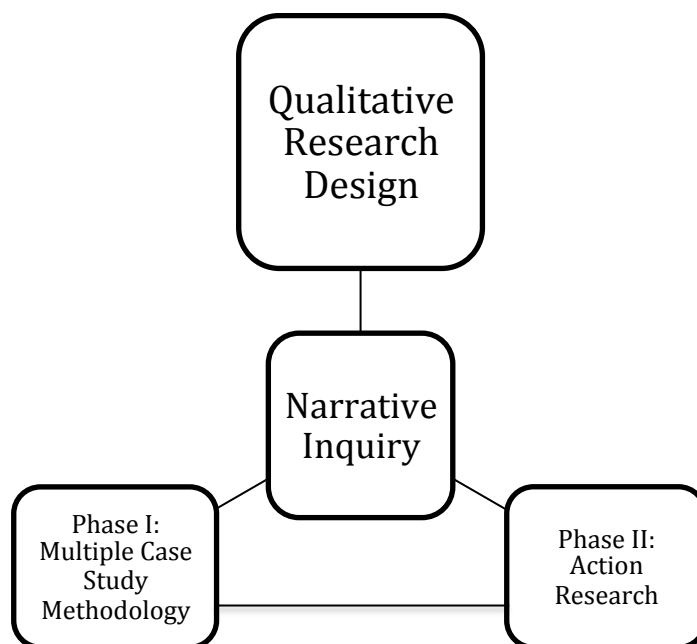 Qualitative
Research
Design
Narrative
Inquiry
Phase I:
Multiple Case
Study
Methodology
Phase II:
Action
Research